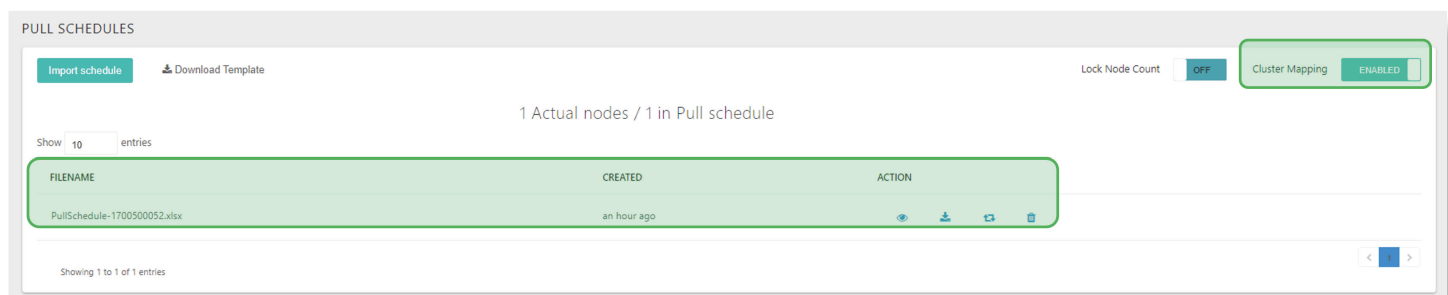 PULL SCHEDULES
Import schedule Download Template Lock Node Count OFF Cluster Mapping ENABLED
1 Actual nodes / 1 in Pull schedule
Show 10 entries
FILENAME CREATED ACTION
PullSchedule-1700500052.xlsx an hour ago
< 1 >
Showing 1 to 1 of 1 entries